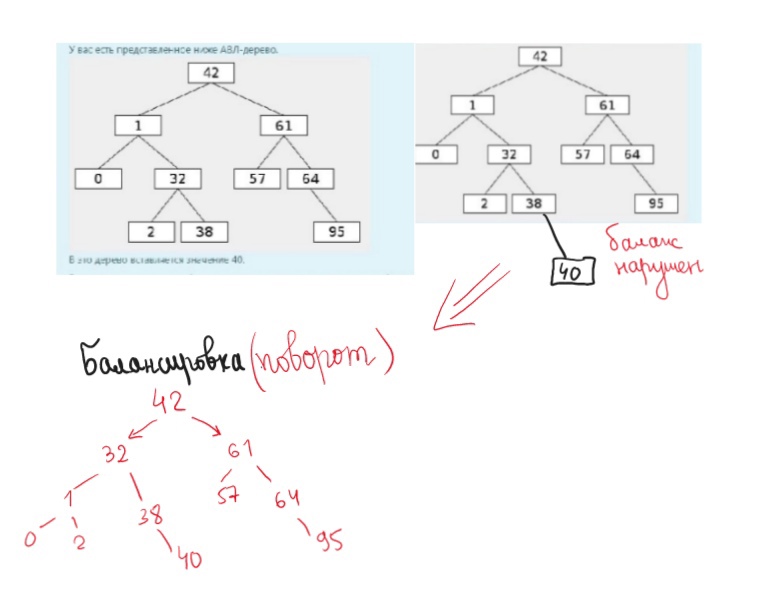 У вас есть представленное ниже АВЛ-дерево.
42
1 61
0 32 57 64
2 38 95
В это дерево вставляется значение 40.
42
1 61
0 32 57 64
2 38 95
40
баланс
нарушен
Балансировка (поворот)
42
32 61
1 38 57 64
0 2 40 95